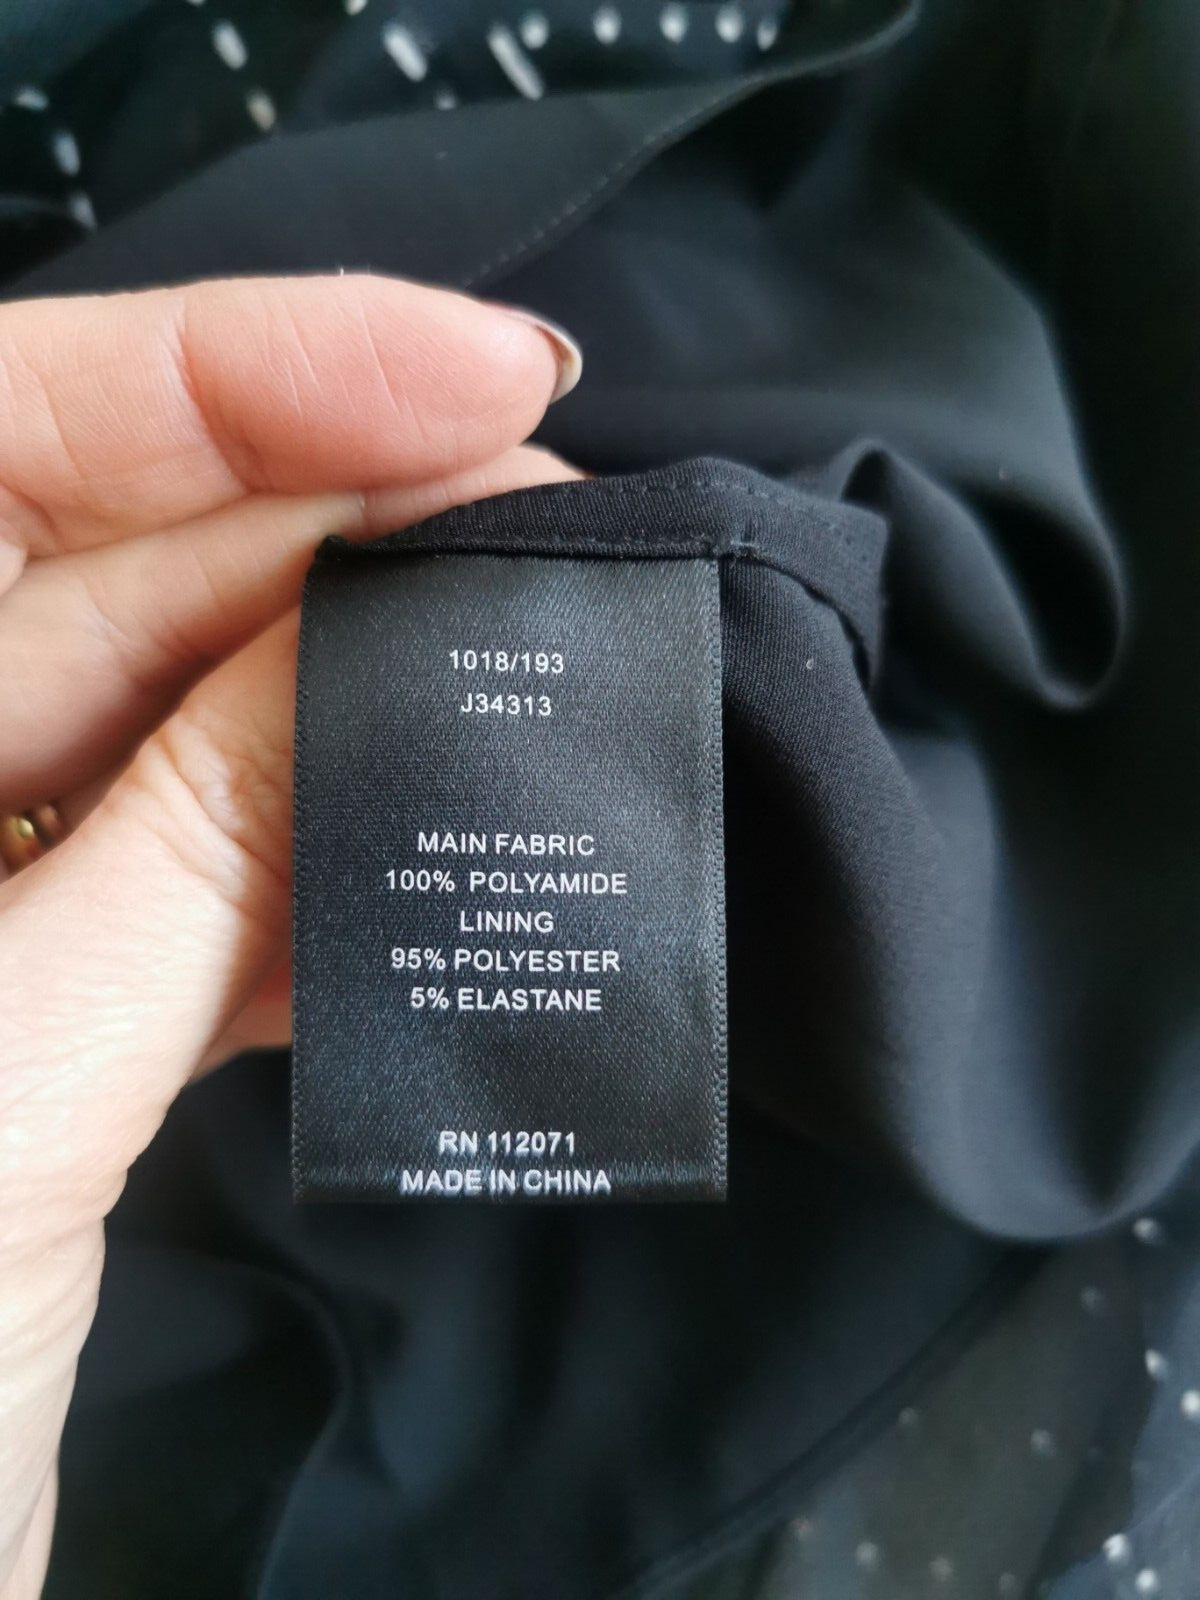 1018/193
J34313
MAIN FABRIC
100% POLYAMIDE
LINING
95% POLYESTER
5% ELASTANE
RN 112071
MADE IN CHINA